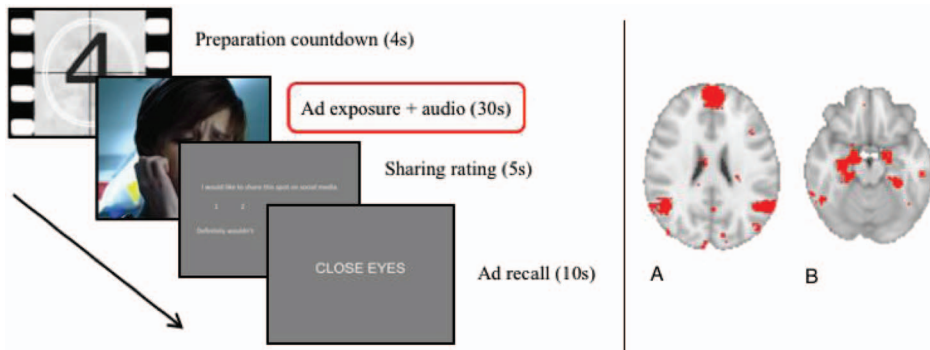 4
Preparation countdown (4s)
Ad exposure + audio (30s)
Sharing rating (5s)
I would like to share this spot on social media.
1 2
Definitely wouldn't
CLOSE EYES
Ad recall (10s)
A B